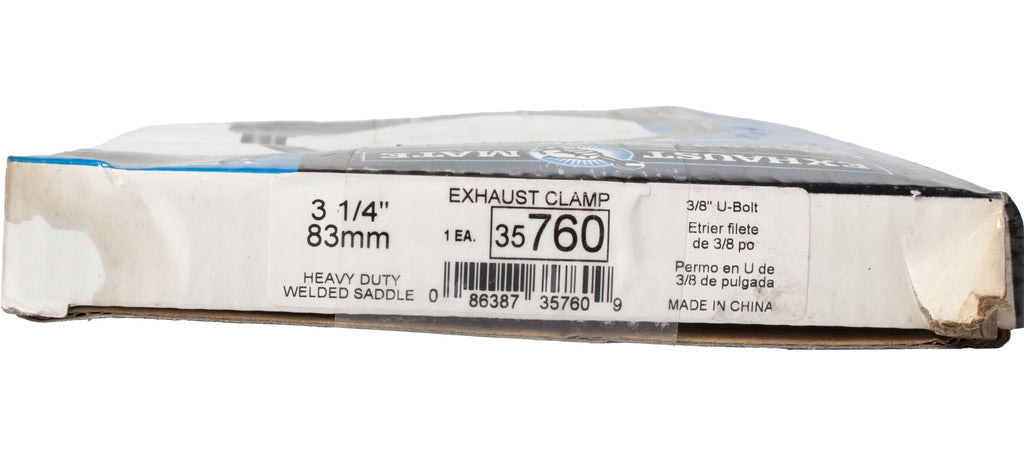 EXHAUST MATE
3 1/4"
83mm
HEAVY DUTY
WELDED SADDLE
EXHAUST CLAMP
1 EA. 35760
0 86387 35760 9
3/8" U-Bolt
Etrier filete
de 3/8 po
Permo en U de
3/8 de pulgada
MADE IN CHINA